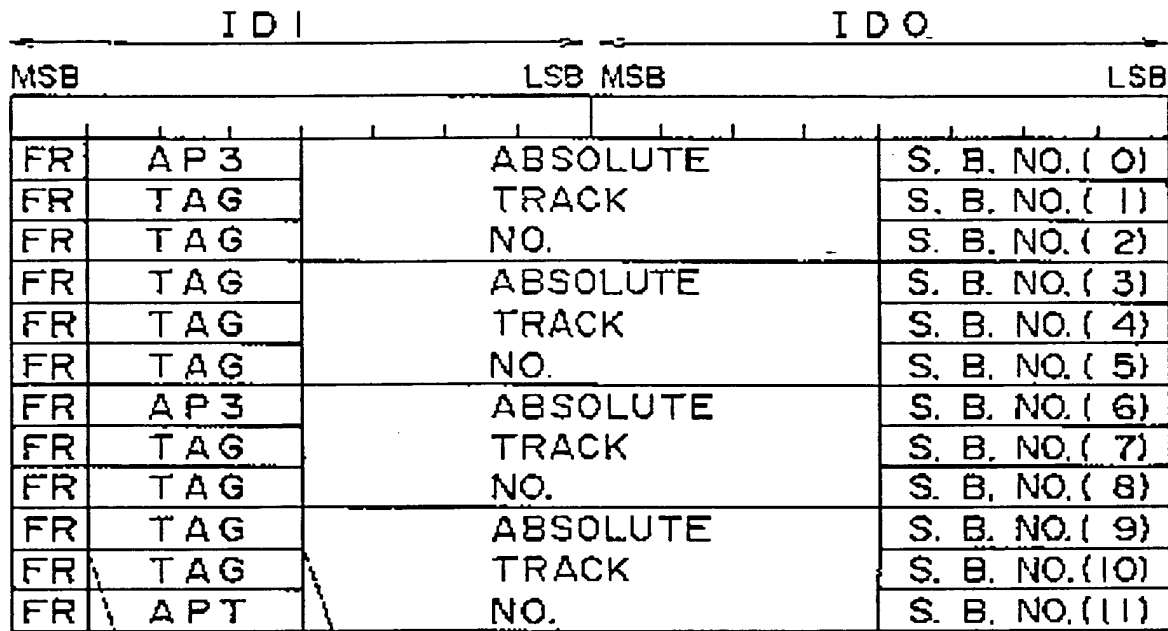 ID1 ID0
MSB LSB MSB LSB
FR AP3 ABSOLUTE S. B. NO. ( 0)
FR TAG TRACK S. B. NO. ( 1)
FR TAG NO. S. B. NO. ( 2)
FR TAG ABSOLUTE S. B. NO. ( 3)
FR TAG TRACK S. B. NO. ( 4)
FR TAG NO. S. B. NO. ( 5)
FR AP3 ABSOLUTE S. B. NO. ( 6)
FR TAG TRACK S. B. NO. ( 7)
FR TAG NO. S. B. NO. ( 8)
FR TAG ABSOLUTE S. B. NO. ( 9)
FR TAG TRACK S. B. NO. (10)
FR APT NO. S. B. NO. (11)